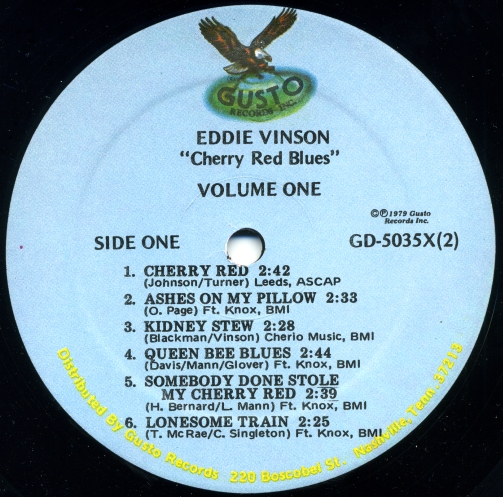 GUSTO
RECORDS INC.
EDDIE VINSON
"Cherry Red Blues"
VOLUME ONE
©℗1979 Gusto
Records Inc.
SIDE ONE
GD-5035X(2)
1. CHERRY RED 2:42
(Johnson/Turner) Leeds, ASCAP
2. ASHES ON MY PILLOW 2:33
(O. Page) Ft. Knox, BMI
3. KIDNEY STEW 2:28
(Blackman/Vinson) Cherio Music, BMI
4. QUEEN BEE BLUES 2:44
(Davis/Mann/Glover) Ft. Knox, BMI
5. SOMEBODY DONE STOLE
MY CHERRY RED 2:39
(H. Bernard/L. Mann) Ft. Knox, BMI
6. LONESOME TRAIN 2:25
(T. McRae/C. Singleton) Ft. Knox, BMI
Distributed By Gusto Records 220 Boscobel St., Nashville, Tenn. 37213